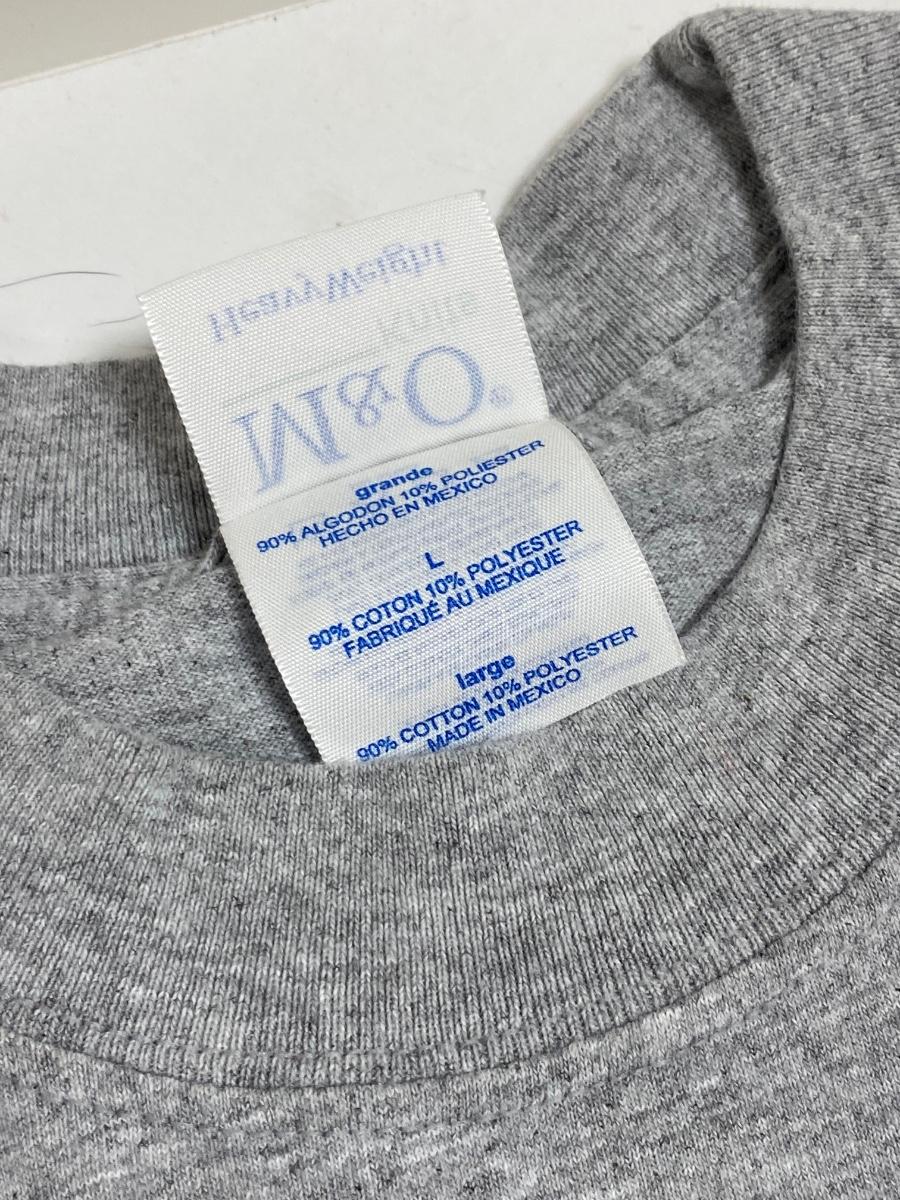 HeavyWeight
Knits
M&O®
grande
90% ALGODON 10% POLIESTER
HECHO EN MEXICO
L
90% COTON 10% POLYESTER
FABRIQUÉ AU MEXIQUE
large
90% COTTON 10% POLYESTER
MADE IN MEXICO